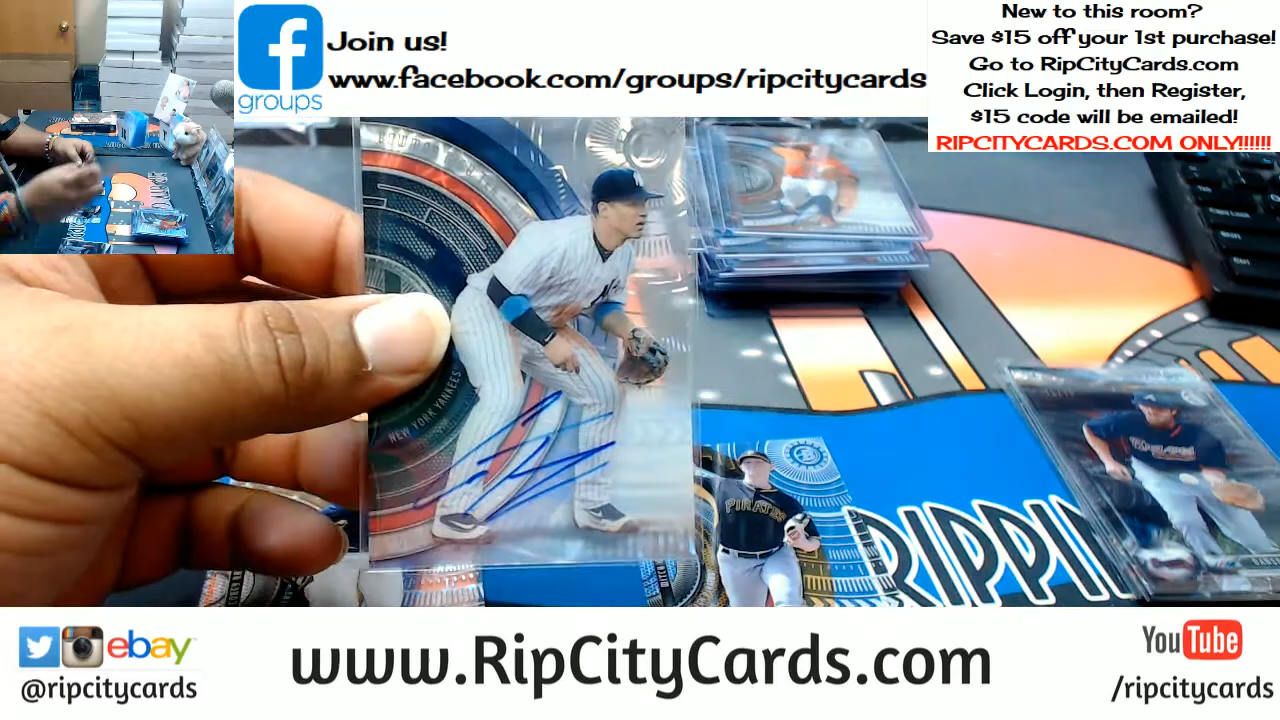 groups
Join us!
www.facebook.com/groups/ripcitycards
New to this room?
Save $15 off your 1st purchase!
Go to RipCityCards.com
Click Login, then Register,
$15 code will be emailed!
RIPCITYCARDS.COM ONLY!!!!!!
NEW YORK YANKEES
PIRATES
RIPPIN
ebay
@ripcitycards
www.RipCityCards.com
YouTube
/ripcitycards